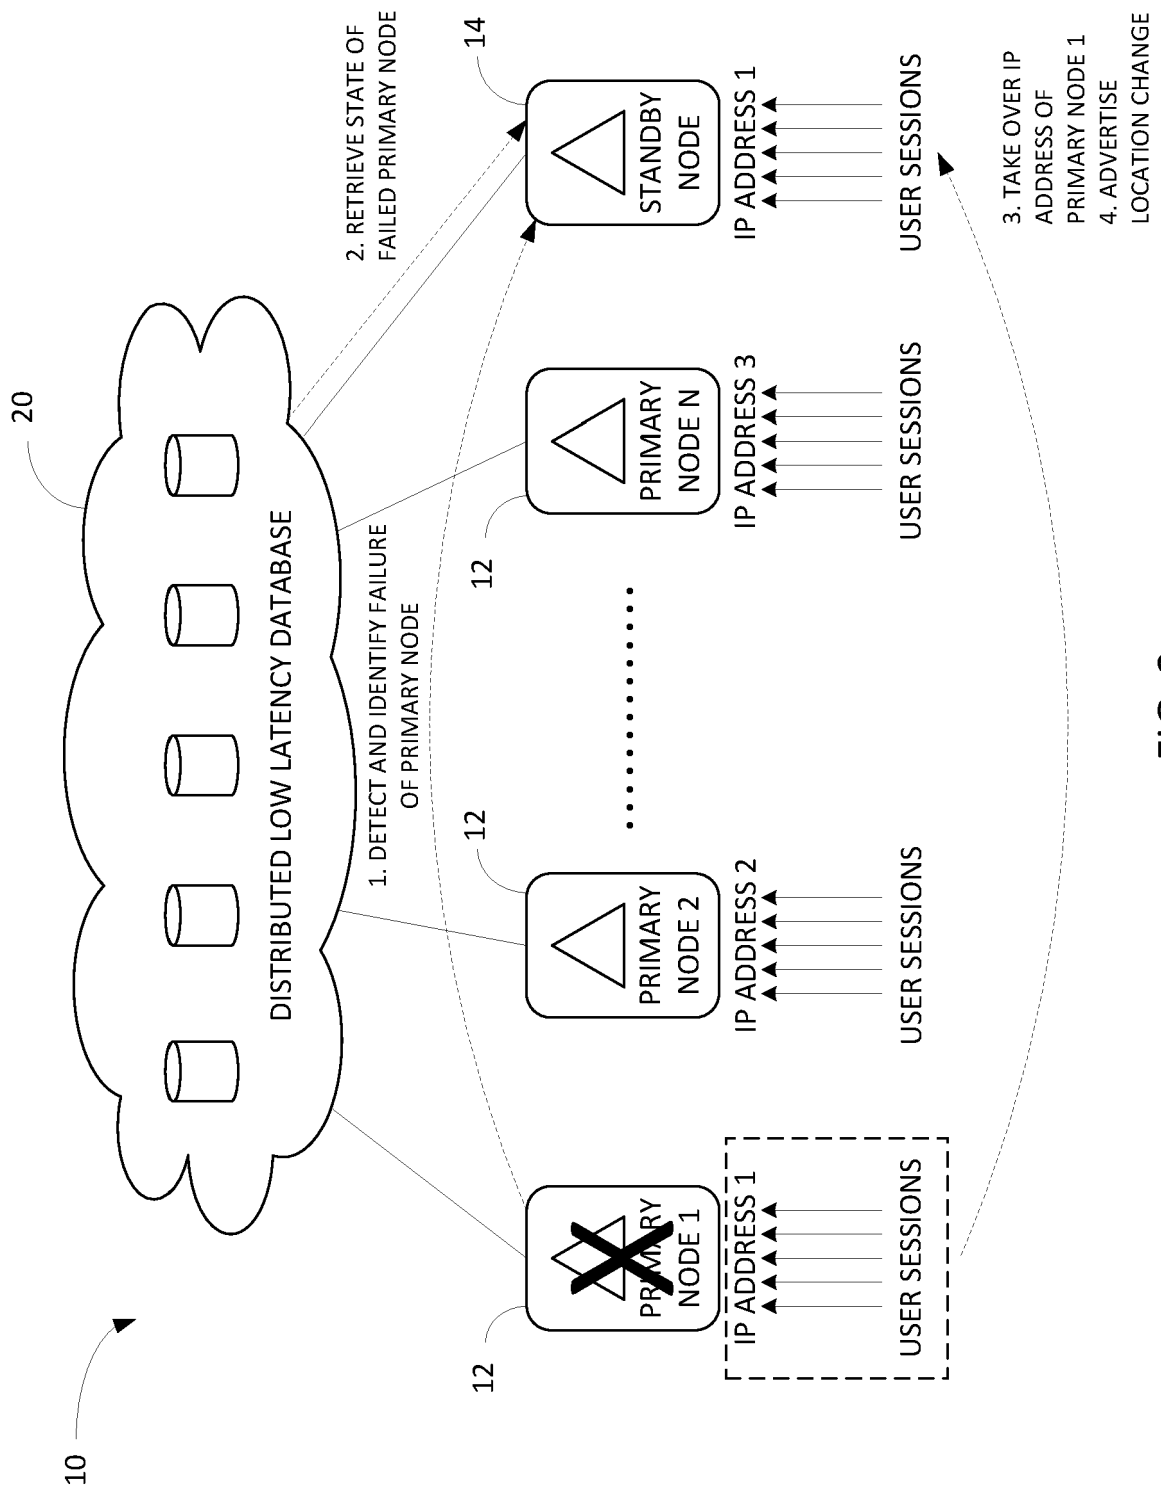 10
20
DISTRIBUTED LOW LATENCY DATABASE
1. DETECT AND IDENTIFY FAILURE
OF PRIMARY NODE
2. RETRIEVE STATE OF
FAILED PRIMARY NODE
12
PRIMARY
NODE 1
IP ADDRESS 1
USER SESSIONS
12
PRIMARY
NODE 2
IP ADDRESS 2
USER SESSIONS
12
PRIMARY
NODE N
IP ADDRESS 3
USER SESSIONS
14
STANDBY
NODE
IP ADDRESS 1
USER SESSIONS
3. TAKE OVER IP
ADDRESS OF
PRIMARY NODE 1
4. ADVERTISE
LOCATION CHANGE